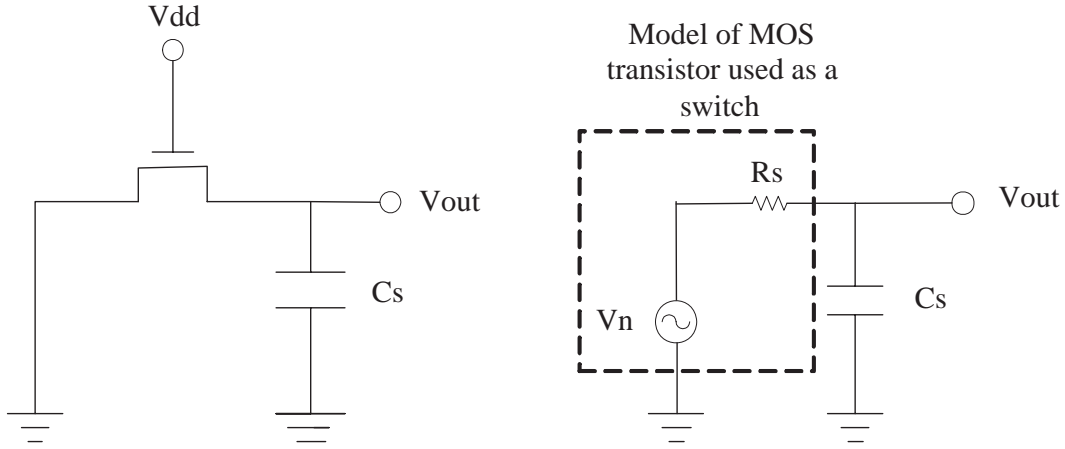 Vdd
Vout
Cs
Model of MOS
transistor used as a
switch
Rs
Vout
Vn
Cs